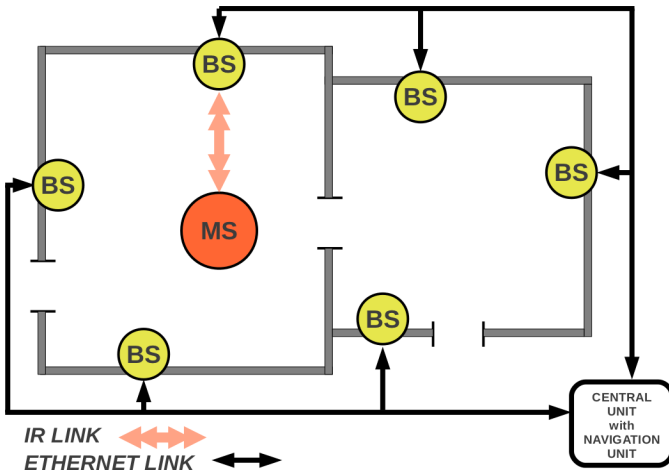 BS
BS
BS
BS
MS
BS
BS
CENTRAL
UNIT
with
NAVIGATION
UNIT
IR LINK
ETHERNET LINK